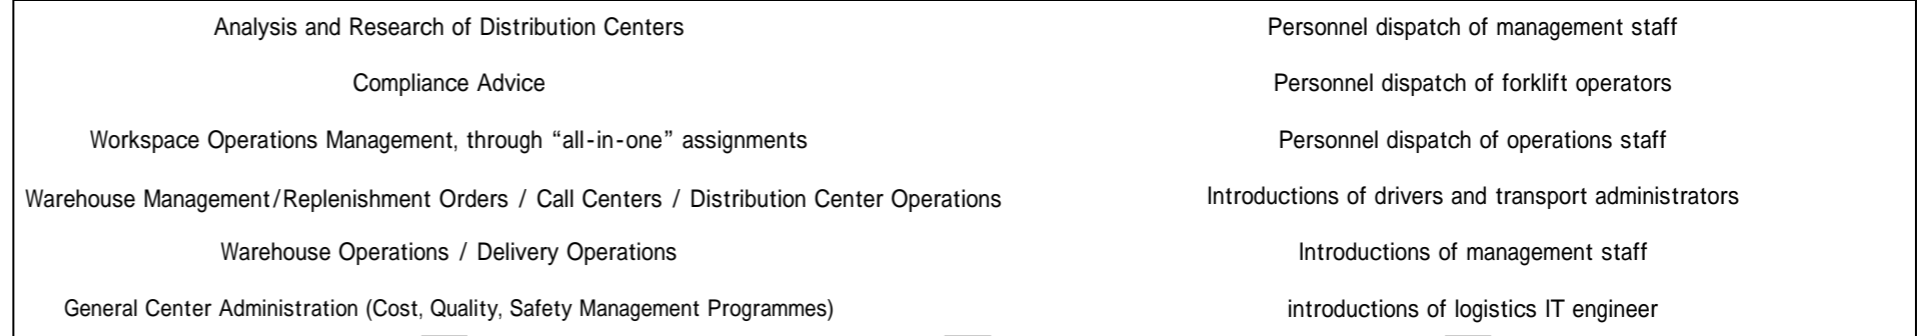 Analysis and Research of Distribution Centers
Personnel dispatch of management staff
Compliance Advice
Personnel dispatch of forklift operators
Workspace Operations Management, through “all-in-one” assignments
Personnel dispatch of operations staff
Warehouse Management/Replenishment Orders / Call Centers / Distribution Center Operations
Introductions of drivers and transport administrators
Warehouse Operations / Delivery Operations
Introductions of management staff
General Center Administration (Cost, Quality, Safety Management Programmes)
introductions of logistics IT engineer